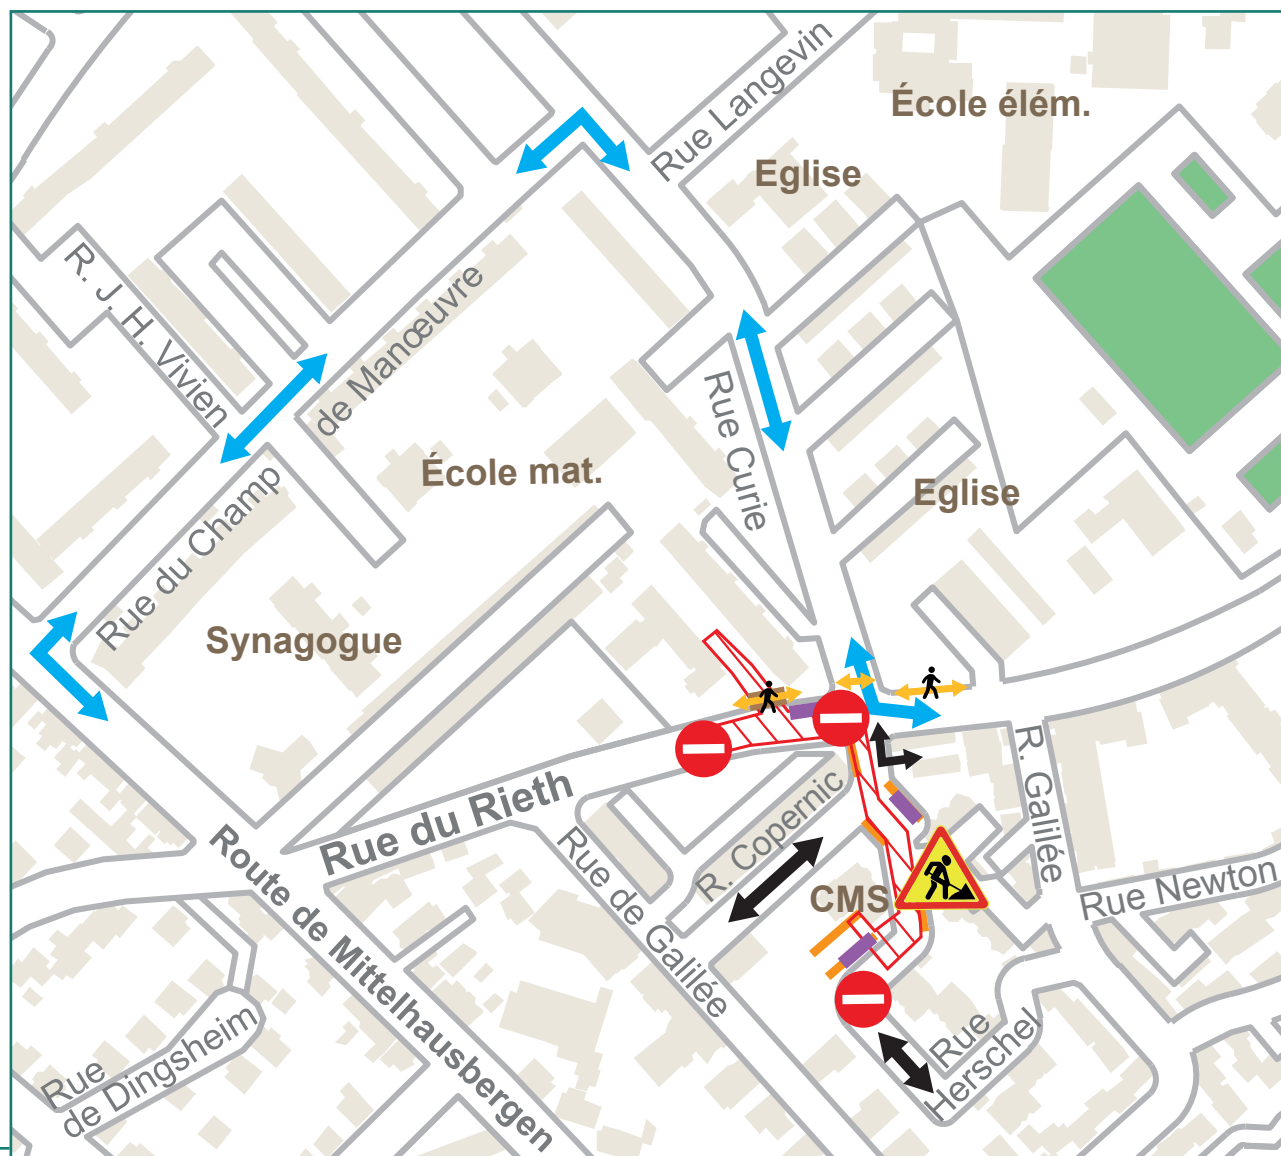 Rue Langevin
École élém.
Eglise
R. J. H. Vivien
de Manœuvre
Rue Curie
École mat.
Eglise
Rue du Champ
Synagogue
R. Galilée
Rue du Rieth
R. Copernic
Route de Mittelhausbergen
Rue de Galilée
CMS
Rue Newton
Rue
Herschel
Rue
de Dingsheim